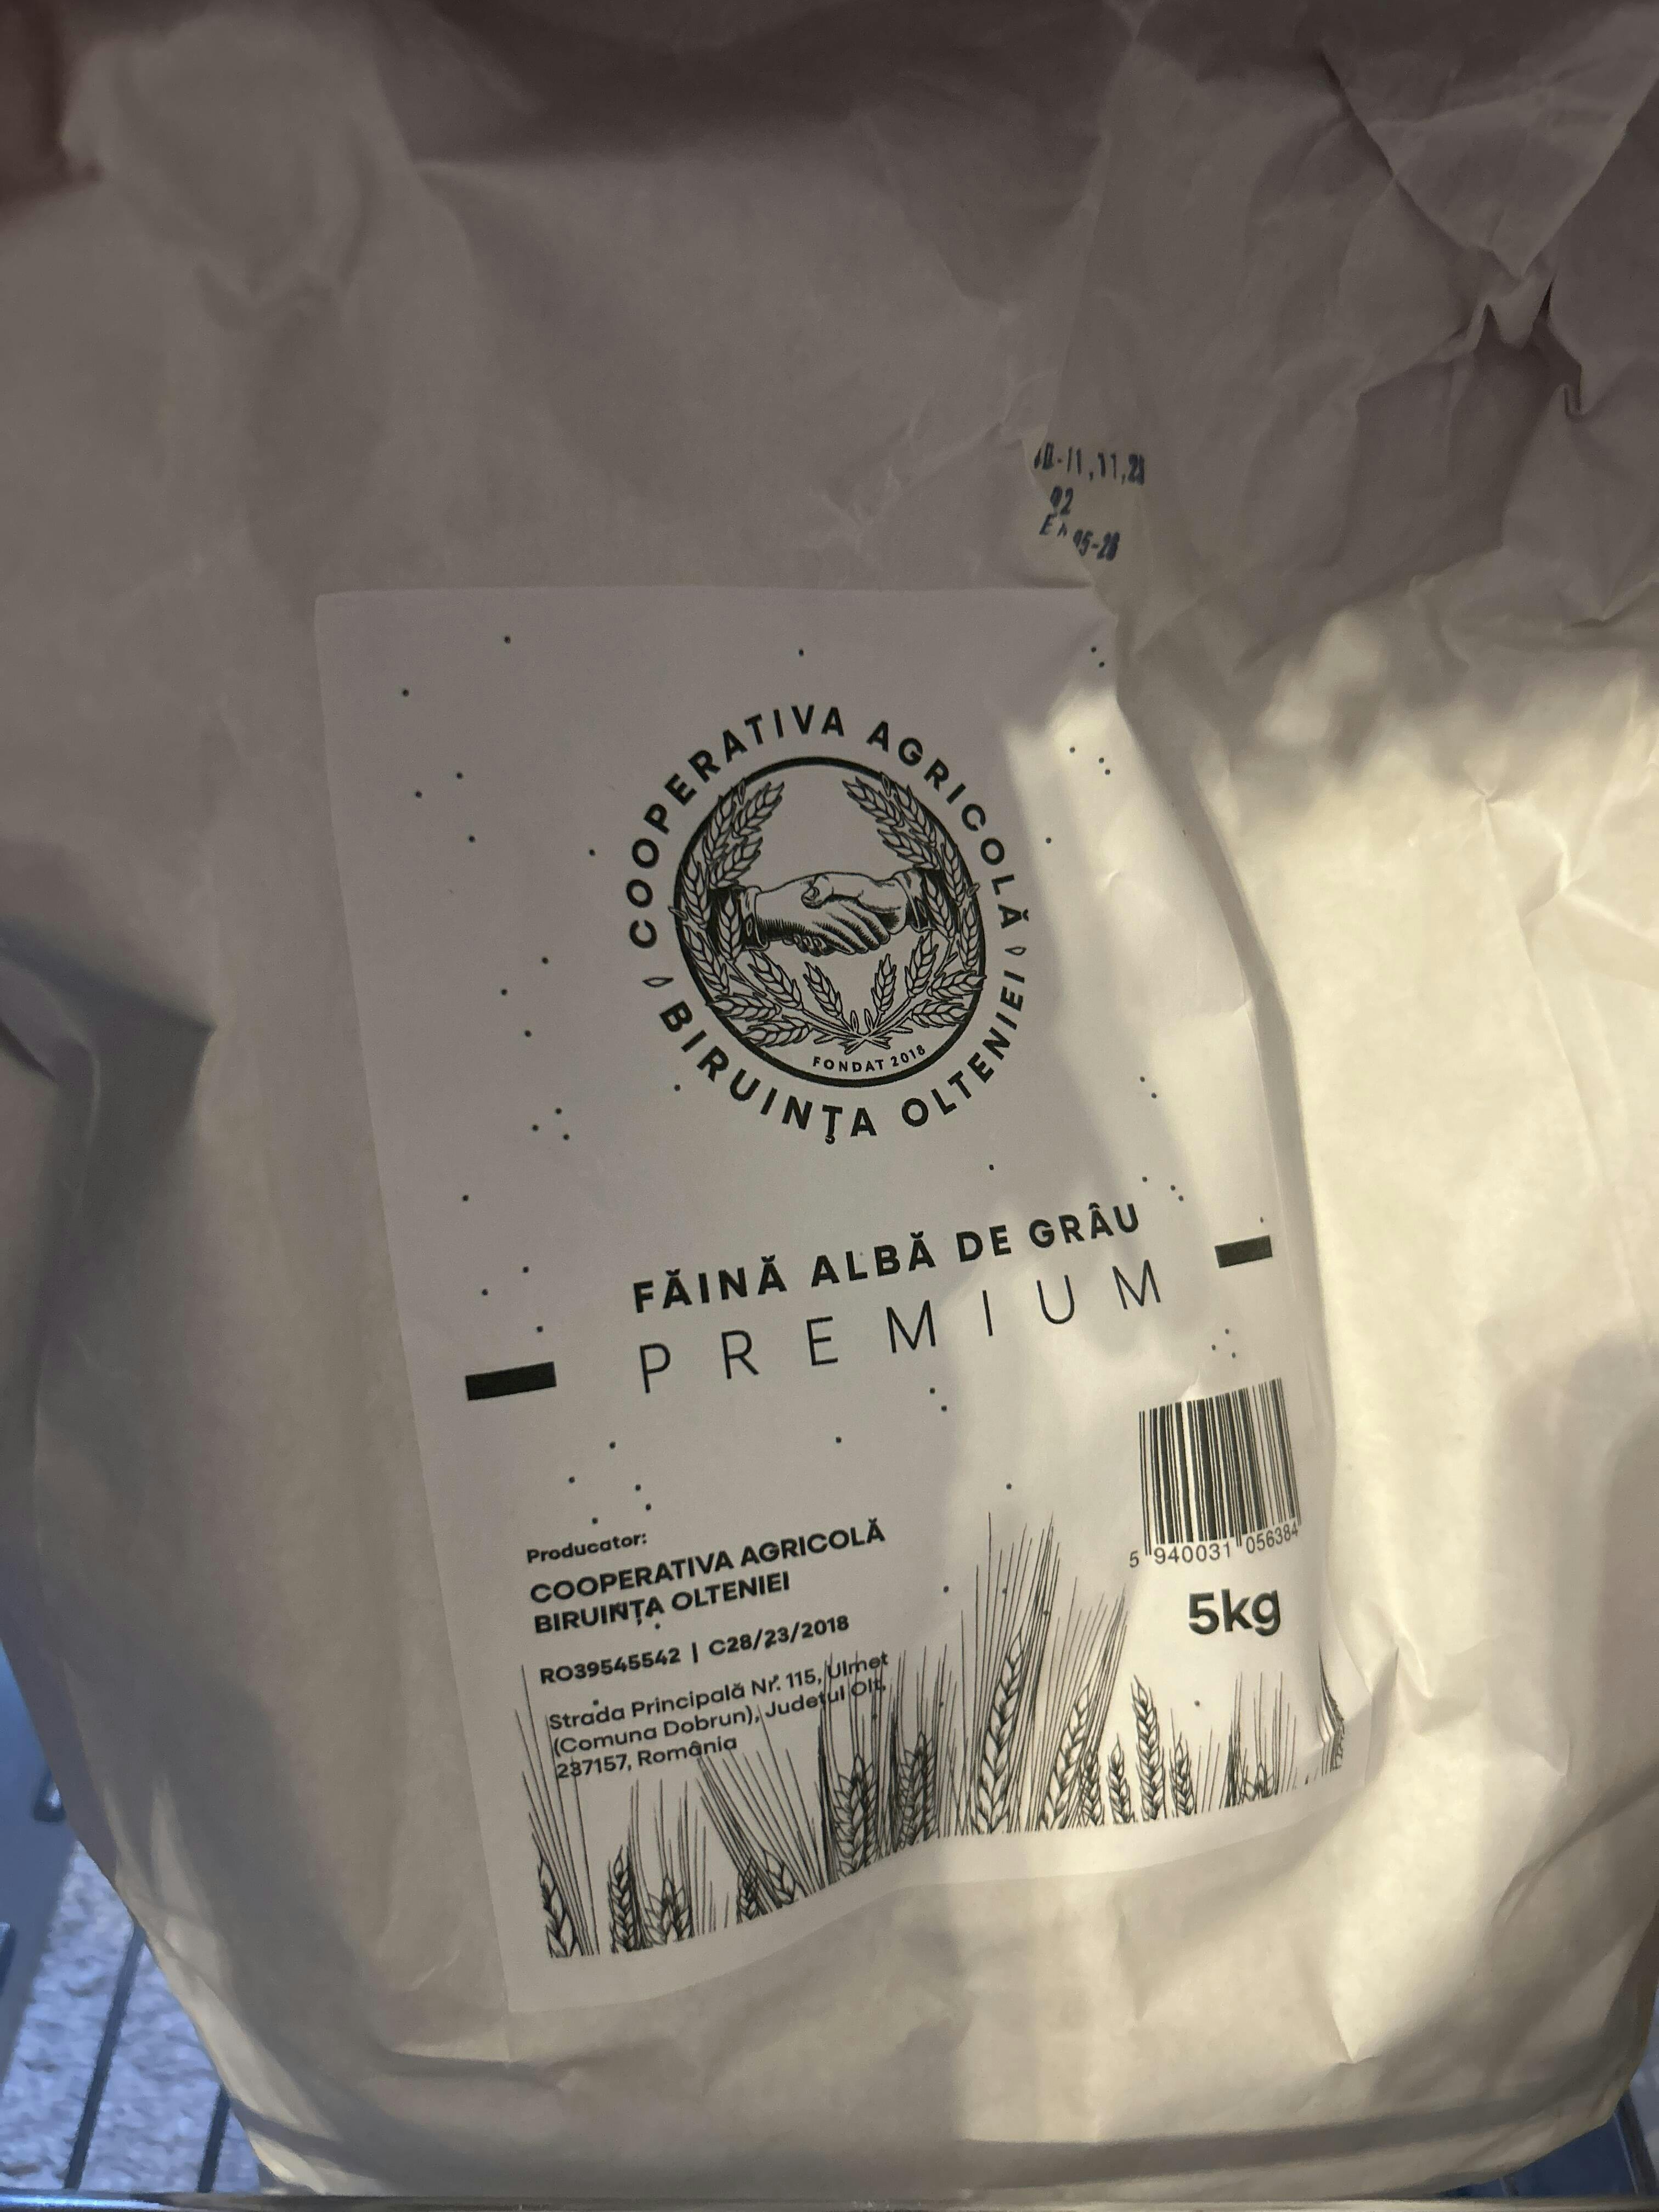 COOPERATIVA AGRICOLĂ
BIRUINȚA OLTENIEI
FONDAT 2018
FĂINĂ ALBĂ DE GRÂU
PREMIUM
5 940031 056384
5kg
Producator:
COOPERATIVA AGRICOLĂ
BIRUINȚA OLTENIEI
RO39545542 | C28/23/2018
Strada Principală Nr. 115, Ulmet
(Comuna Dobrun), Județul Olt,
237157, România